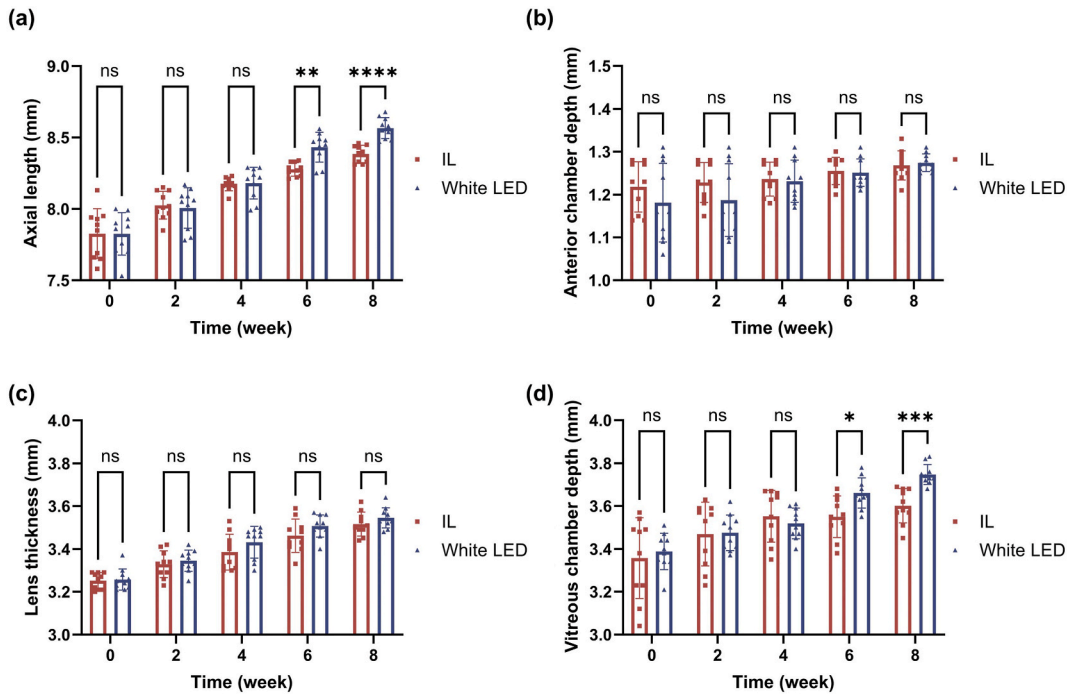 (a)
Axial length (mm)
9.0
8.5
8.0
7.5
ns
ns
ns
**
****
0 2 4 6 8
Time (week)
IL
White LED
(b)
Anterior chamber depth (mm)
1.5
1.4
1.3
1.2
1.1
1.0
ns
ns
ns
ns
ns
0 2 4 6 8
Time (week)
IL
White LED
(c)
Lens thickness (mm)
4.0
3.8
3.6
3.4
3.2
3.0
ns
ns
ns
ns
ns
0 2 4 6 8
Time (week)
IL
White LED
(d)
Vitreous chamber depth (mm)
4.0
3.8
3.6
3.4
3.2
3.0
ns
ns
ns
*
***
0 2 4 6 8
Time (week)
IL
White LED